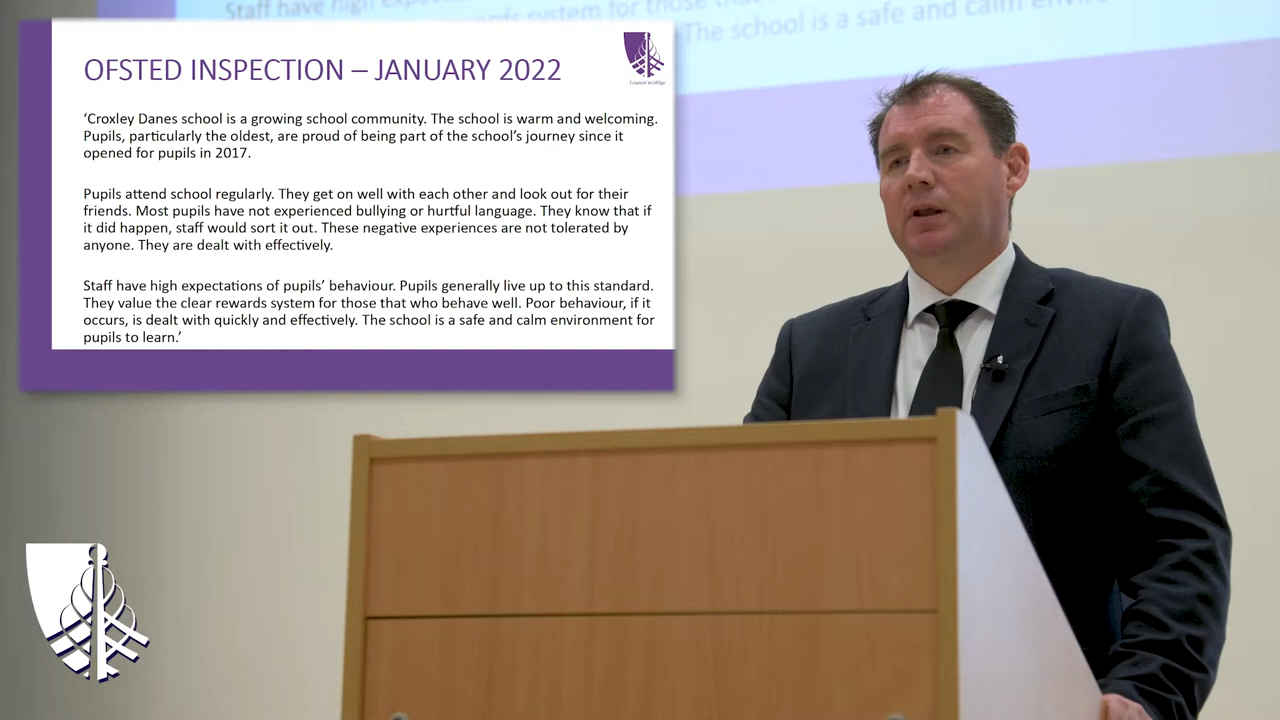 Staff have high
system for those that
The school is a safe and calm
OFSTED INSPECTION – JANUARY 2022
‘Croxley Danes school is a growing school community. The school is warm and welcoming.
Pupils, particularly the oldest, are proud of being part of the school’s journey since it
opened for pupils in 2017.
Pupils attend school regularly. They get on well with each other and look out for their
friends. Most pupils have not experienced bullying or hurtful language. They know that if
it did happen, staff would sort it out. These negative experiences are not tolerated by
anyone. They are dealt with effectively.
Staff have high expectations of pupils’ behaviour. Pupils generally live up to this standard.
They value the clear rewards system for those that who behave well. Poor behaviour, if it
occurs, is dealt with quickly and effectively. The school is a safe and calm environment for
pupils to learn.’